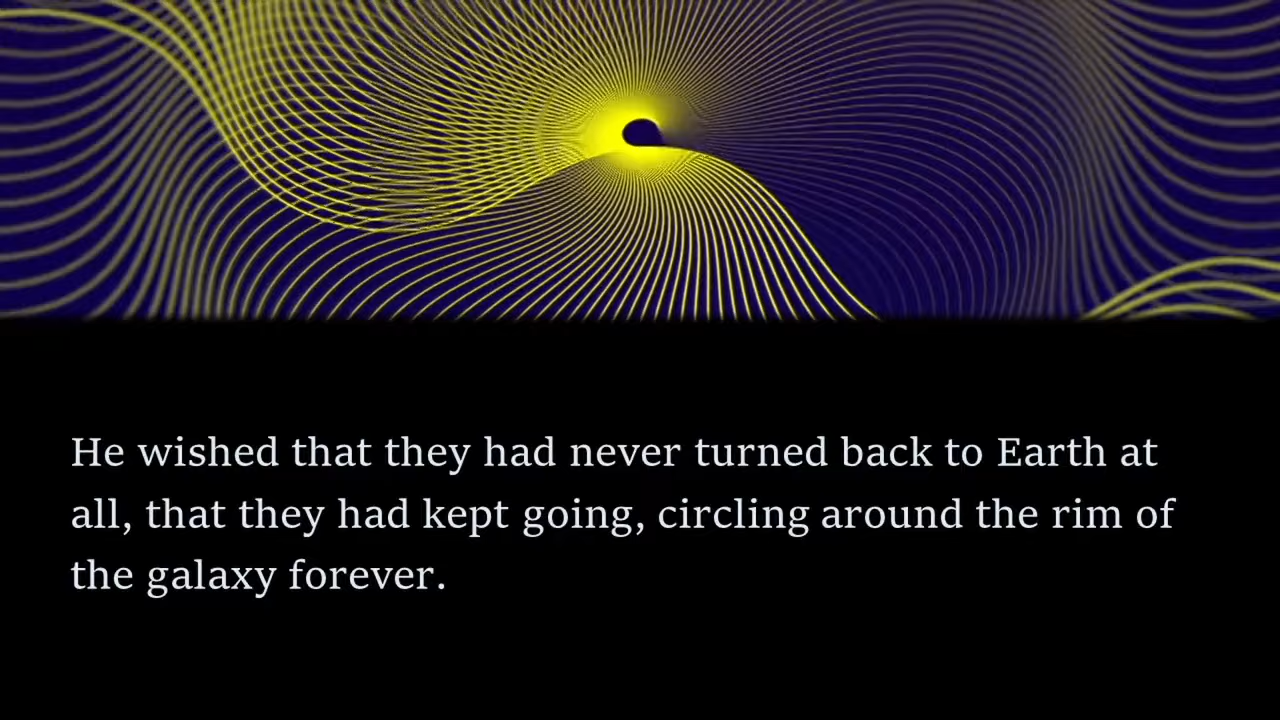 He wished that they had never turned back to Earth at
all, that they had kept going, circling around the rim of
the galaxy forever.